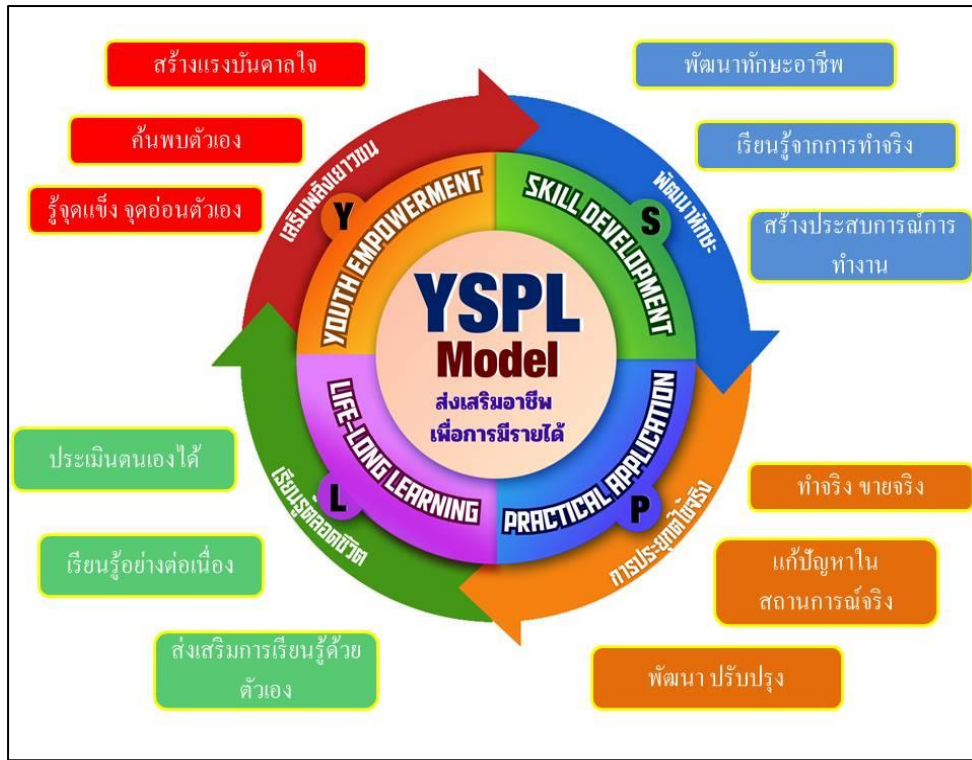 สร้างแรงบันดาลใจ
ค้นพบตัวเอง
รู้จุดแข็ง จุดอ่อนตัวเอง
พัฒนาทักษะอาชีพ
เรียนรู้จากการทำจริง
สร้างประสบการณ์การ
ทำงาน
เสริมพลังเยาวชน
พัฒนาทักษะ
Y
YOUTH EMPOWERMENT
S
SKILL DEVELOPMENT
YSPL
Model
ส่งเสริมอาชีพ
เพื่อการมีรายได้
L
LIFE-LONG LEARNING
P
PRACTICAL APPLICATION
เรียนรู้ตลอดชีวิต
การประยุกต์ใช้จริง
ประเมินตนเองได้
เรียนรู้อย่างต่อเนื่อง
ส่งเสริมการเรียนรู้ด้วย
ตัวเอง
ทำจริง ขายจริง
แก้ปัญหาใน
สถานการณ์จริง
พัฒนา ปรับปรุง